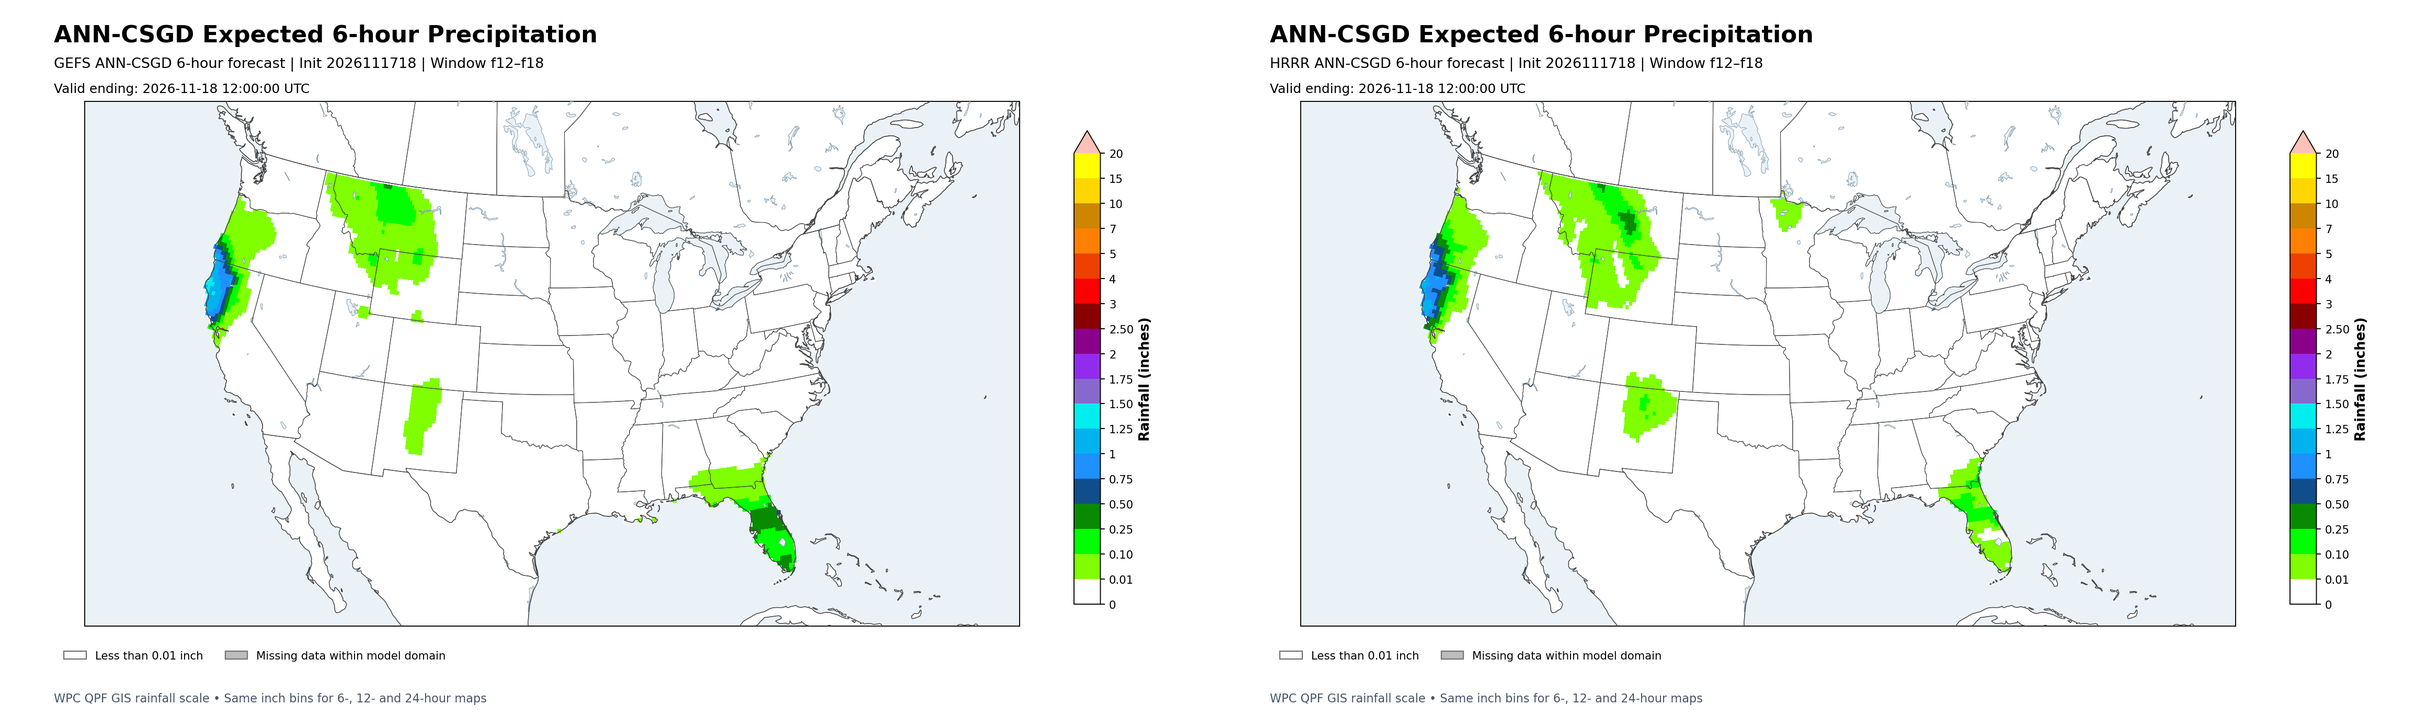 ANN-CSGD Expected 6-hour Precipitation
GEFS ANN-CSGD 6-hour forecast | Init 2026111718 | Window f12–f18
Valid ending: 2026-11-18 12:00:00 UTC
20
15
10
7
5
4
3
2.50
2
1.75
1.50
1.25
1
0.75
0.50
0.25
0.10
0.01
0
Rainfall (inches)
Less than 0.01 inch
Missing data within model domain
WPC QPF GIS rainfall scale • Same inch bins for 6-, 12- and 24-hour maps
ANN-CSGD Expected 6-hour Precipitation
HRRR ANN-CSGD 6-hour forecast | Init 2026111718 | Window f12–f18
Valid ending: 2026-11-18 12:00:00 UTC
20
15
10
7
5
4
3
2.50
2
1.75
1.50
1.25
1
0.75
0.50
0.25
0.10
0.01
0
Rainfall (inches)
Less than 0.01 inch
Missing data within model domain
WPC QPF GIS rainfall scale • Same inch bins for 6-, 12- and 24-hour maps